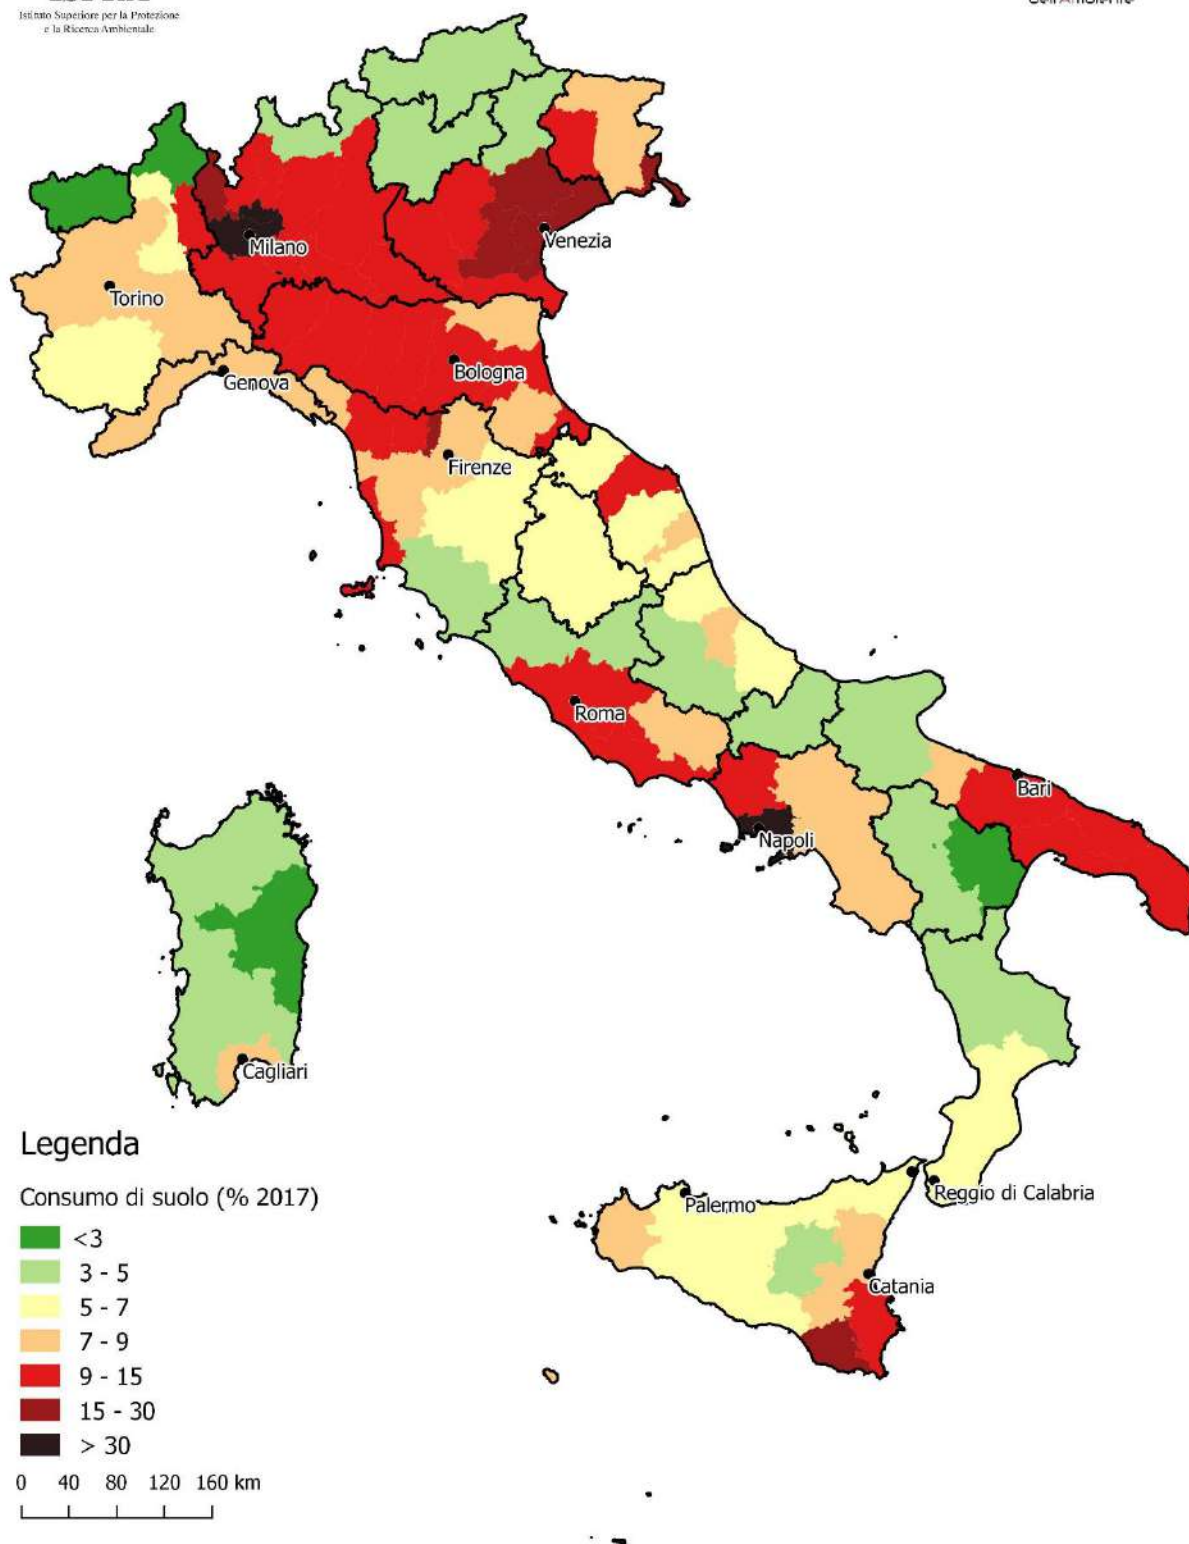 Istituto Superiore per la Protezione
e la Ricerca Ambientale
Milano
Venezia
Torino
Bologna
Genova
Firenze
Roma
Bari
Napoli
Cagliari
Legenda
Consumo di suolo (% 2017)
<3
3 - 5
5 - 7
7 - 9
9 - 15
15 - 30
> 30
0 40 80 120 160 km
Palermo
Reggio di Calabria
Catania